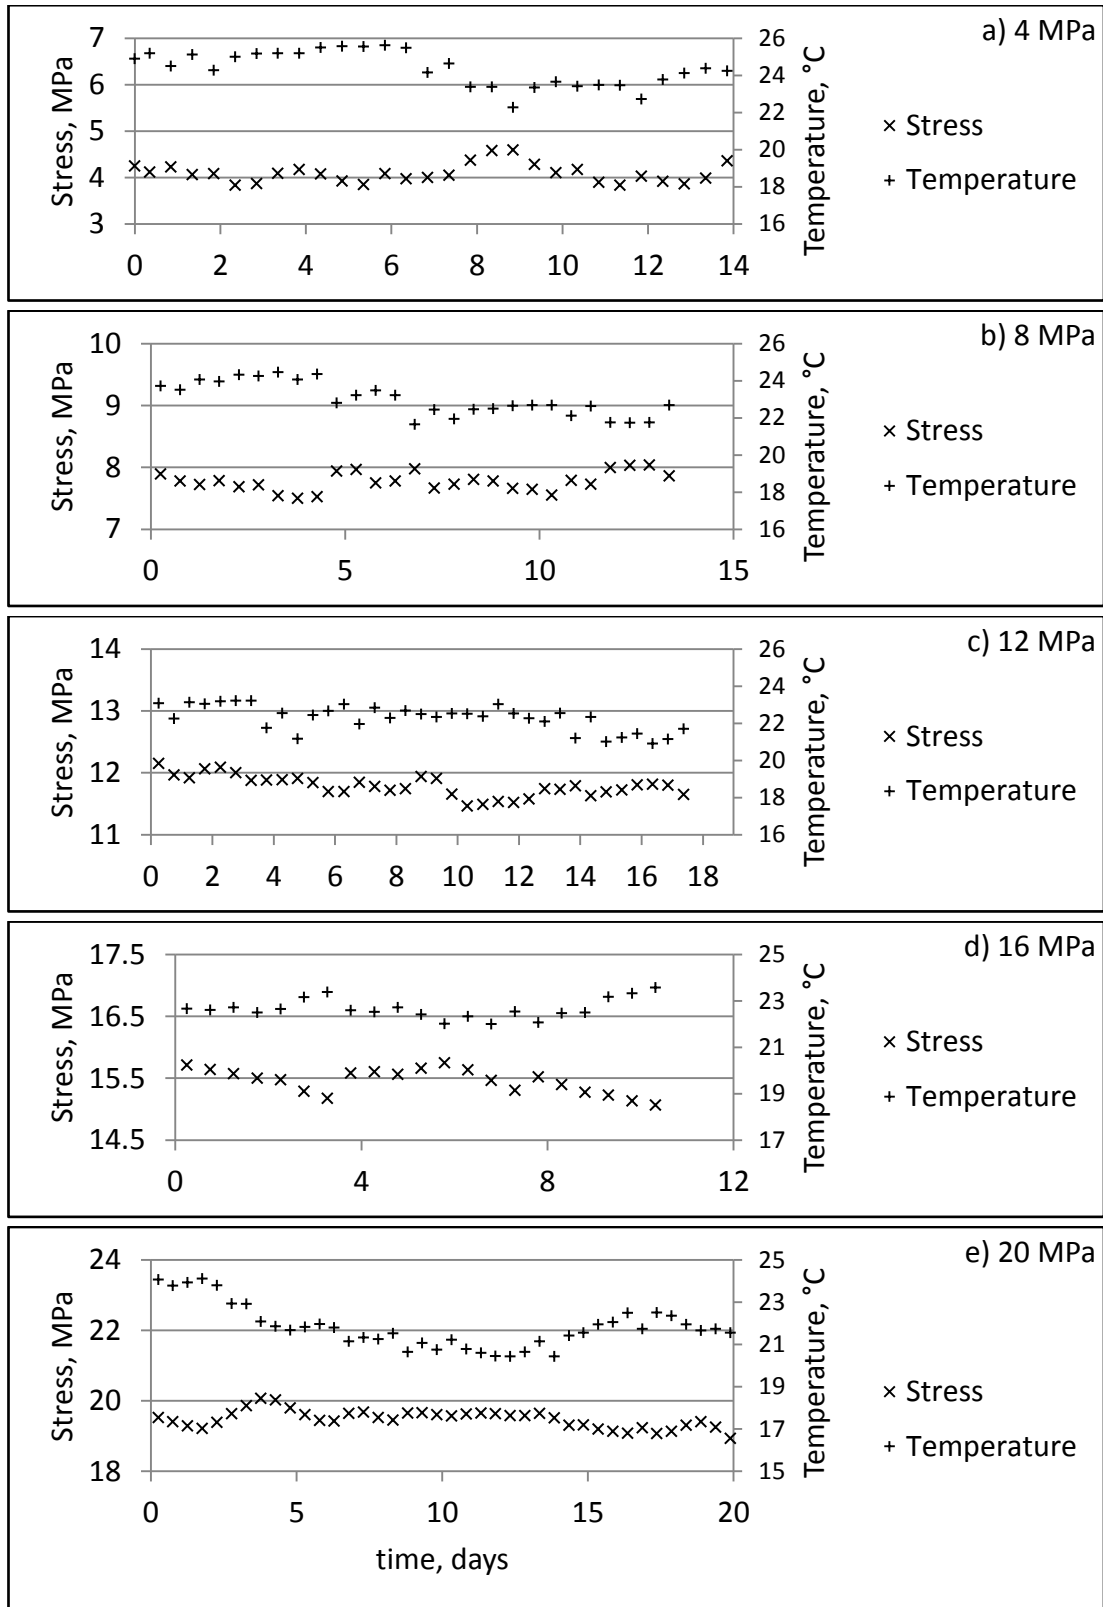 a) 4 MPa
Stress, MPa
7
6
5
4
3
26
24
22
20
18
16
Temperature, °C
0 2 4 6 8 10 12 14
× Stress
+ Temperature
b) 8 MPa
Stress, MPa
10
9
8
7
26
24
22
20
18
16
Temperature, °C
0 5 10 15
× Stress
+ Temperature
c) 12 MPa
Stress, MPa
14
13
12
11
26
24
22
20
18
16
Temperature, °C
0 2 4 6 8 10 12 14 16 18
× Stress
+ Temperature
d) 16 MPa
Stress, MPa
17.5
16.5
15.5
14.5
25
23
21
19
17
Temperature, °C
0 4 8 12
× Stress
+ Temperature
e) 20 MPa
Stress, MPa
24
22
20
18
25
23
21
19
17
15
Temperature, °C
0 5 10 15 20
time, days
× Stress
+ Temperature